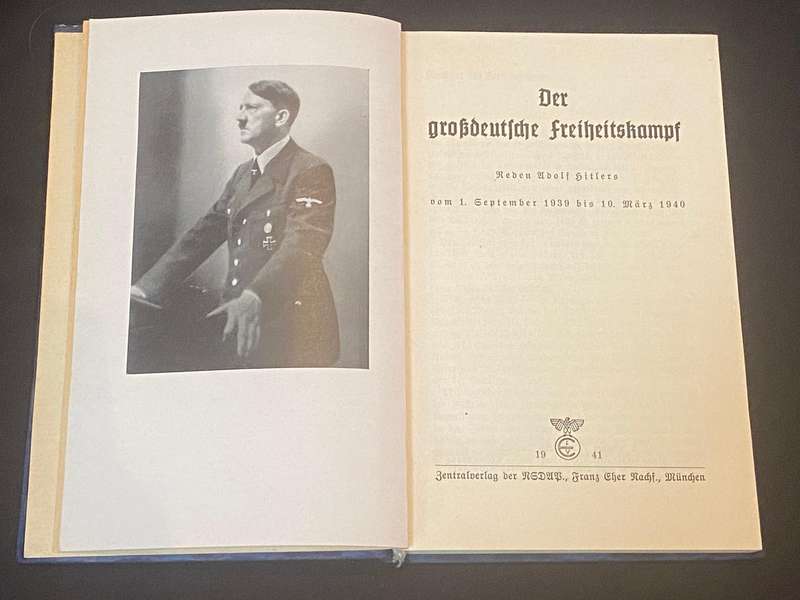 Der
großdeutsche Freiheitskampf
Reden Adolf Hitlers
vom 1. September 1939 bis 10. März 1940
19 41
Zentralverlag der NSDAP., Franz Eher Nachf., München